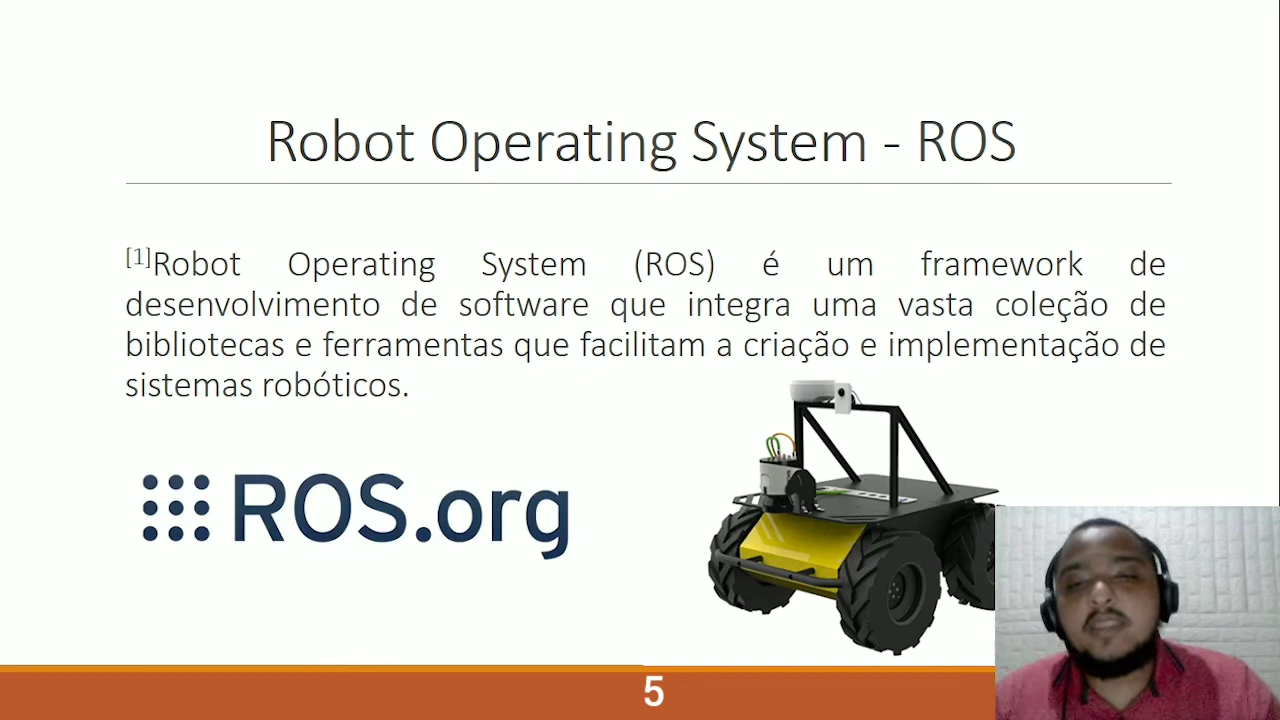 Robot Operating System - ROS
[1]Robot Operating System (ROS) é um framework de
desenvolvimento de software que integra uma vasta coleção de
bibliotecas e ferramentas que facilitam a criação e implementação de
sistemas robóticos.
ROS.org
5